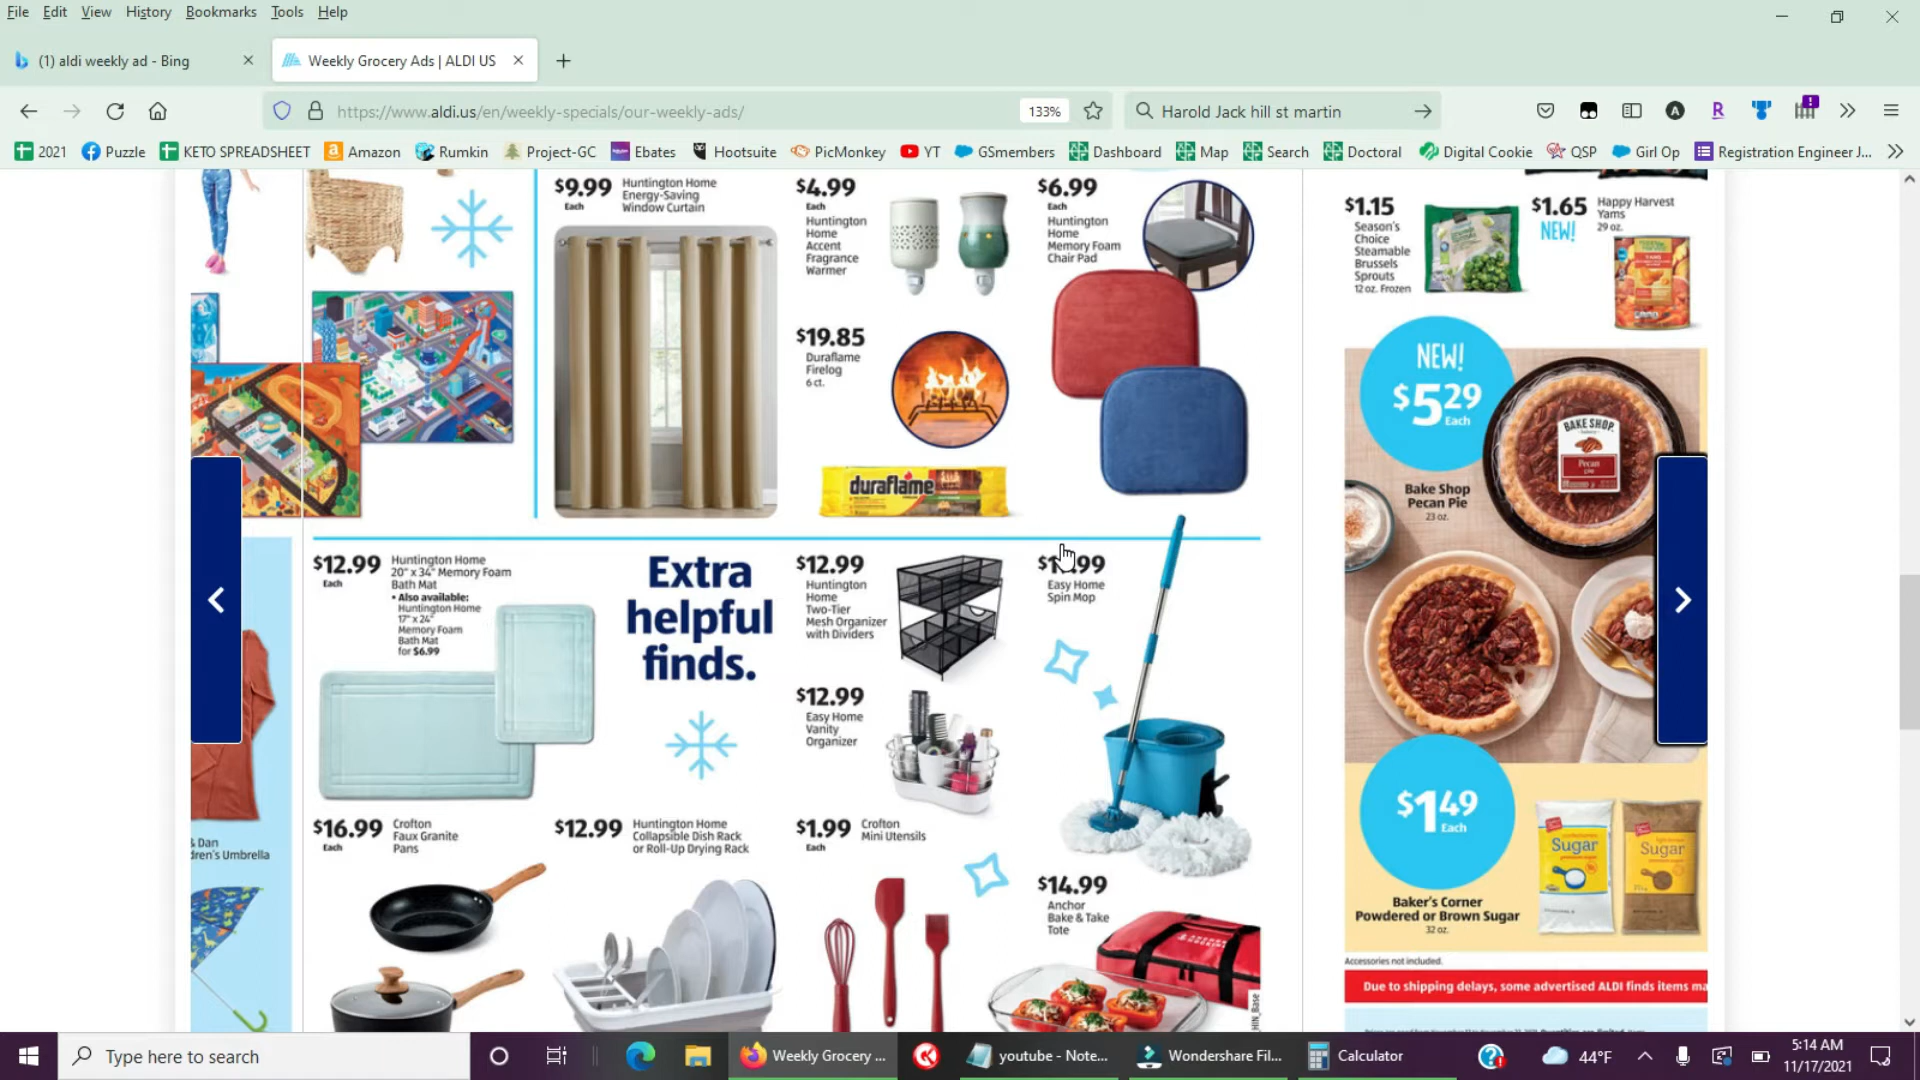 File Edit View History Bookmarks Tools Help
(1) aldi weekly ad - Bing
Weekly Grocery Ads | ALDI US
https://www.aldi.us/en/weekly-specials/our-weekly-ads/
133%
Harold Jack hill st martin
2021 Puzzle KETO SPREADSHEET Amazon Rumkin Project-GC Ebates Hootsuite PicMonkey YT GSmembers Dashboard Map Search Doctoral Digital Cookie QSP Girl Op Registration Engineer J...
$9.99
Each
Huntington Home
Energy-Saving
Window Curtain
$4.99
Each
Huntington
Home
Accent
Fragrance
Warmer
$6.99
Each
Huntington
Home
Memory Foam
Chair Pad
$19.85
Duraflame
Firelog
6 ct.
duraflame
$1.15
Season's
Choice
Steamable
Brussels
Sprouts
12 oz. Frozen
$1.65
NEW!
Happy Harvest
Yams
29 oz.
NEW!
$5.29
Each
BAKE SHOP
Pecan
pie
Bake Shop
Pecan Pie
23 oz.
$12.99
Each
Huntington Home
20" x 34" Memory Foam
Bath Mat
• Also available:
Huntington Home
17" x 24"
Memory Foam
Bath Mat
for $6.99
Extra
helpful
finds.
$12.99
Huntington
Home
Two-Tier
Mesh Organizer
with Dividers
Easy Home
Spin Mop
$12.99
Easy Home
Vanity
Organizer
& Dan
dren's Umbrella
$16.99
Each
Crofton
Faux Granite
Pans
$12.99
Huntington Home
Collapsible Dish Rack
or Roll-Up Drying Rack
$1.99
Each
Crofton
Mini Utensils
$14.99
Anchor
Bake & Take
Tote
$1.49
Each
Sugar
Sugar
Baker's Corner
Powdered or Brown Sugar
32 oz.
Accessories not included.
Due to shipping delays, some advertised ALDI finds items ma
_HIN_Base
Type here to search
Weekly Grocery ...
youtube - Note...
Wondershare Fil...
Calculator
44°F
5:14 AM
11/17/2021